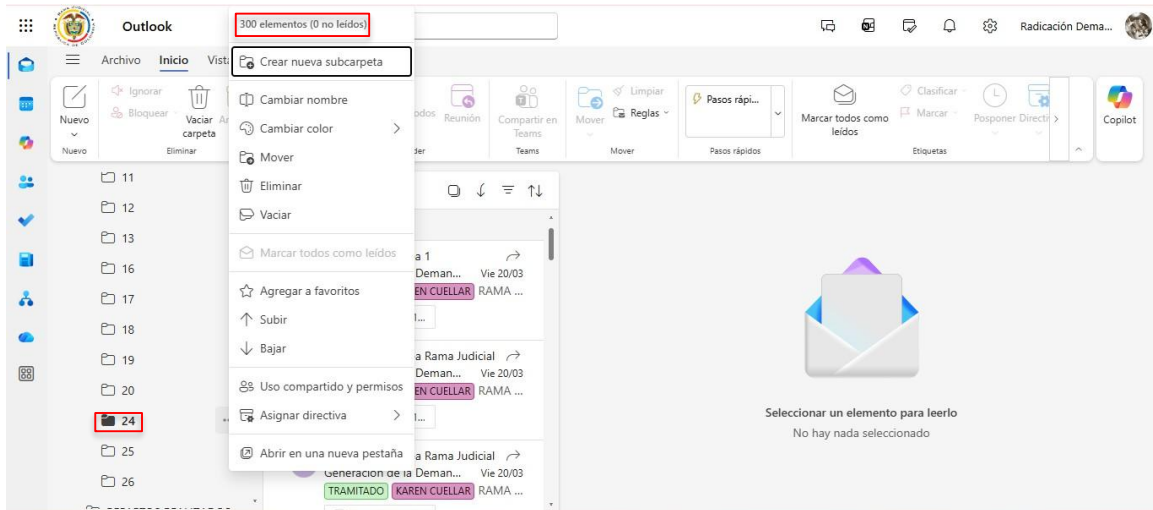 Outlook
300 elementos (0 no leídos)
Radicación Dema...
Archivo
Inicio
Vist
Crear nueva subcarpeta
Cambiar nombre
Cambiar color
Mover
Eliminar
Vaciar
Marcar todos como leídos
Agregar a favoritos
Subir
Bajar
Uso compartido y permisos
Asignar directiva
Abrir en una nueva pestaña
Nuevo
Ignorar
Bloquear
Vaciar
carpeta
Reunión
Compartir en
Teams
Mover
Limpiar
Reglas
Pasos rápi...
Marcar todos como
leídos
Clasificar
Marcar
Posponer
Directi
Copilot
Nuevo
Eliminar
Teams
Mover
Pasos rápidos
Etiquetas
11
12
13
16
17
18
19
20
24
25
26
a 1
Deman... Vie 20/03
EN CUELLAR RAMA ...
a Rama Judicial
Deman... Vie 20/03
EN CUELLAR RAMA ...
a Rama Judicial
Generación de la Deman... Vie 20/03
TRAMITADO KAREN CUELLAR RAMA ...
Seleccionar un elemento para leerlo
No hay nada seleccionado